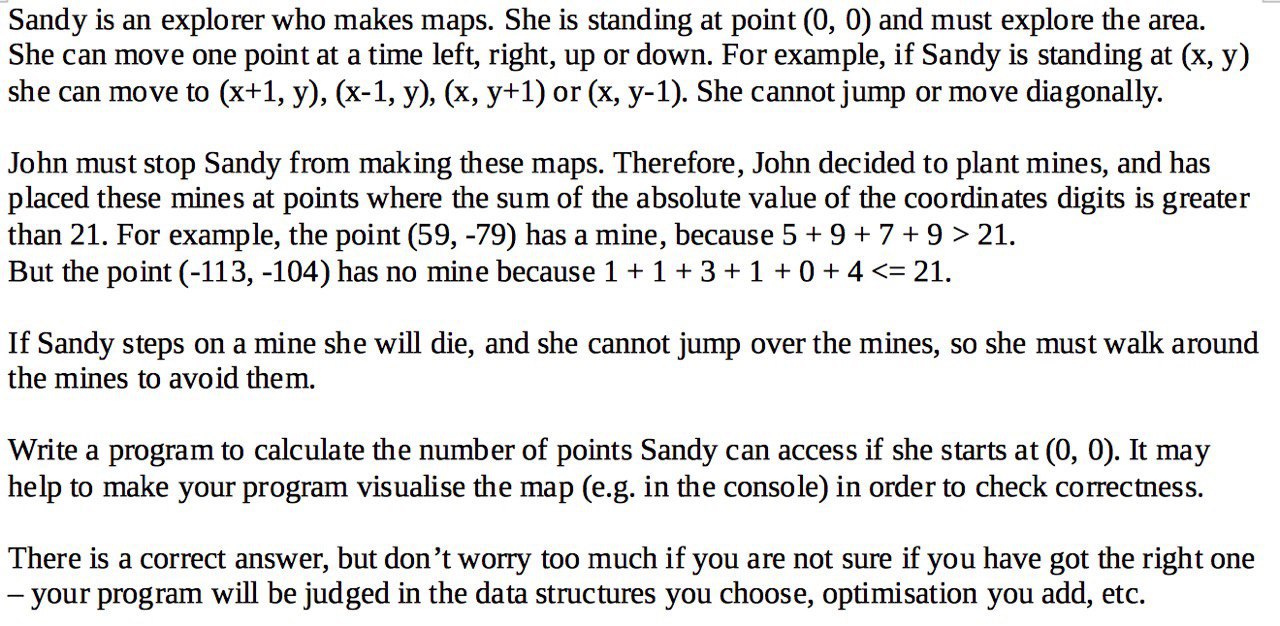 Sandy is an explorer who makes maps. She is standing at point (0, 0) and must explore the area.
She can move one point at a time left, right, up or down. For example, if Sandy is standing at (x, y)
she can move to (x+1, y), (x-1, y), (x, y+1) or (x, y-1). She cannot jump or move diagonally.
John must stop Sandy from making these maps. Therefore, John decided to plant mines, and has
placed these mines at points where the sum of the absolute value of the coordinates digits is greater
than 21. For example, the point (59, -79) has a mine, because 5 + 9 + 7 + 9 > 21.
But the point (-113, -104) has no mine because 1 + 1 + 3 + 1 + 0 + 4 <= 21.
If Sandy steps on a mine she will die, and she cannot jump over the mines, so she must walk around
the mines to avoid them.
Write a program to calculate the number of points Sandy can access if she starts at (0, 0). It may
help to make your program visualise the map (e.g. in the console) in order to check correctness.
There is a correct answer, but don’t worry too much if you are not sure if you have got the right one
– your program will be judged in the data structures you choose, optimisation you add, etc.